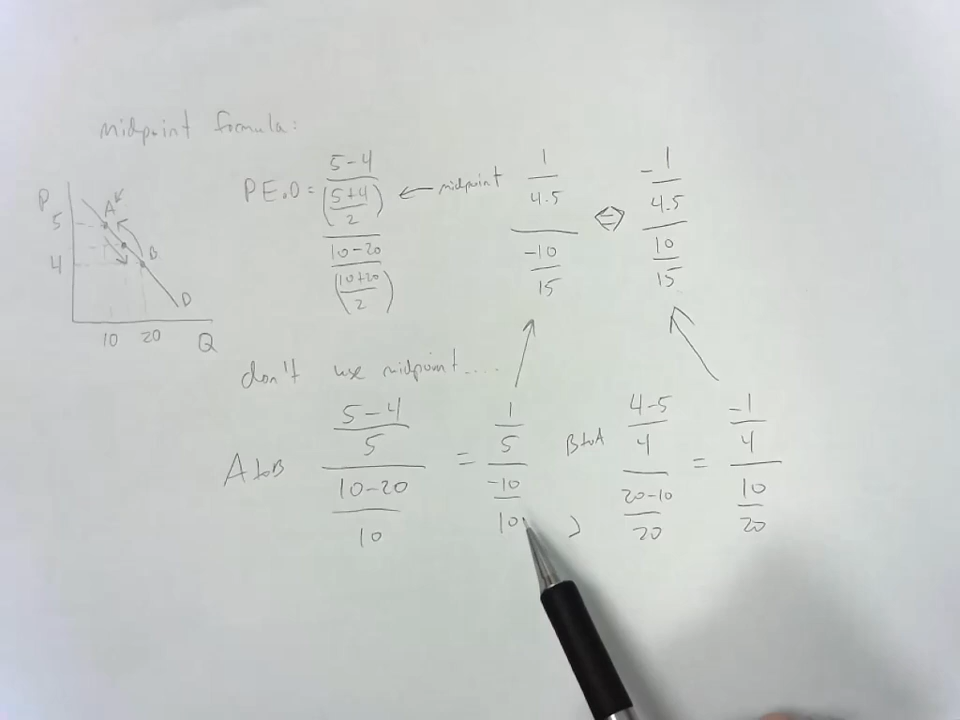 midpoint formula:
P
5
4
A
B
D
10 20 Q
PE.D = ((5-4)/((5+4)/2))/((10-20)/((10+20)/2)) ← midpoint
(1/4.5)/(-10/15) ⇔ (-1/4.5)/(10/15)
don't use midpoint....
A to B ((5-4)/5)/((10-20)/10) = (1/5)/(-10/10)
B to A ((4-5)/4)/((20-10)/20) = (-1/4)/(10/20)